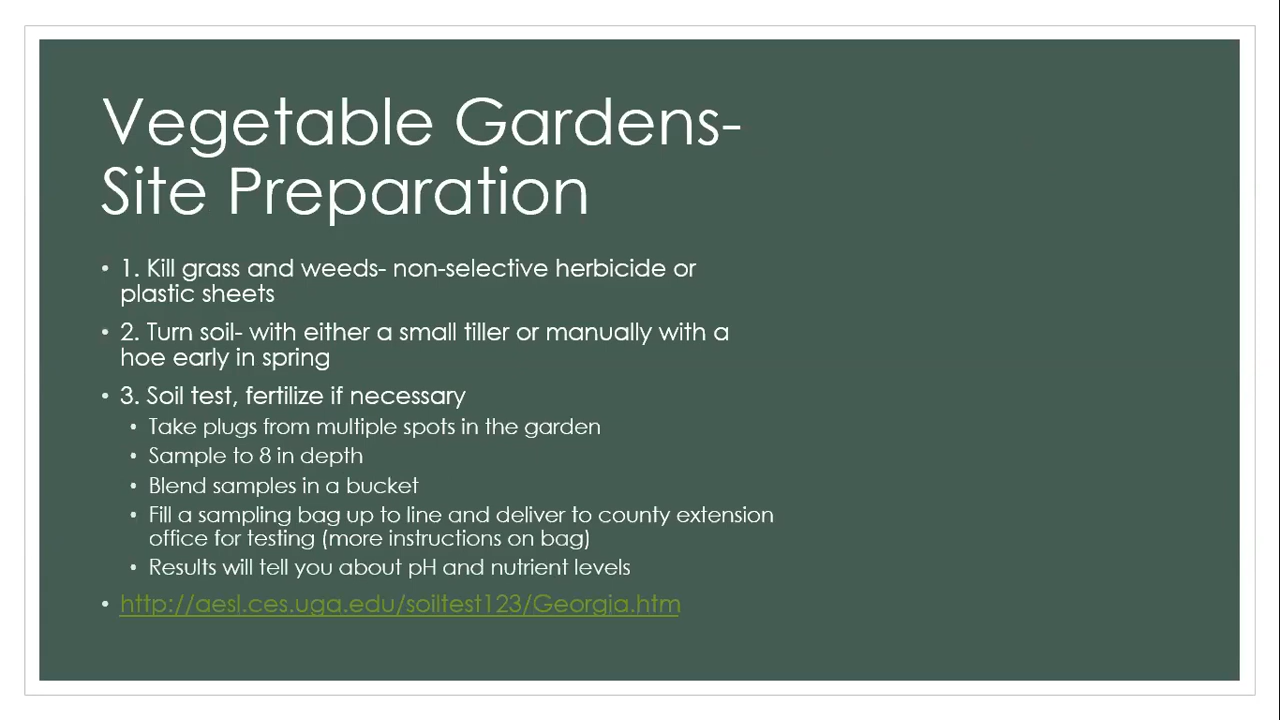 Vegetable Gardens-
Site Preparation
• 1. Kill grass and weeds- non-selective herbicide or
plastic sheets
• 2. Turn soil- with either a small tiller or manually with a
hoe early in spring
• 3. Soil test, fertilize if necessary
• Take plugs from multiple spots in the garden
• Sample to 8 in depth
• Blend samples in a bucket
• Fill a sampling bag up to line and deliver to county extension
office for testing (more instructions on bag)
• Results will tell you about pH and nutrient levels
• http://aesl.ces.uga.edu/soiltest123/Georgia.htm